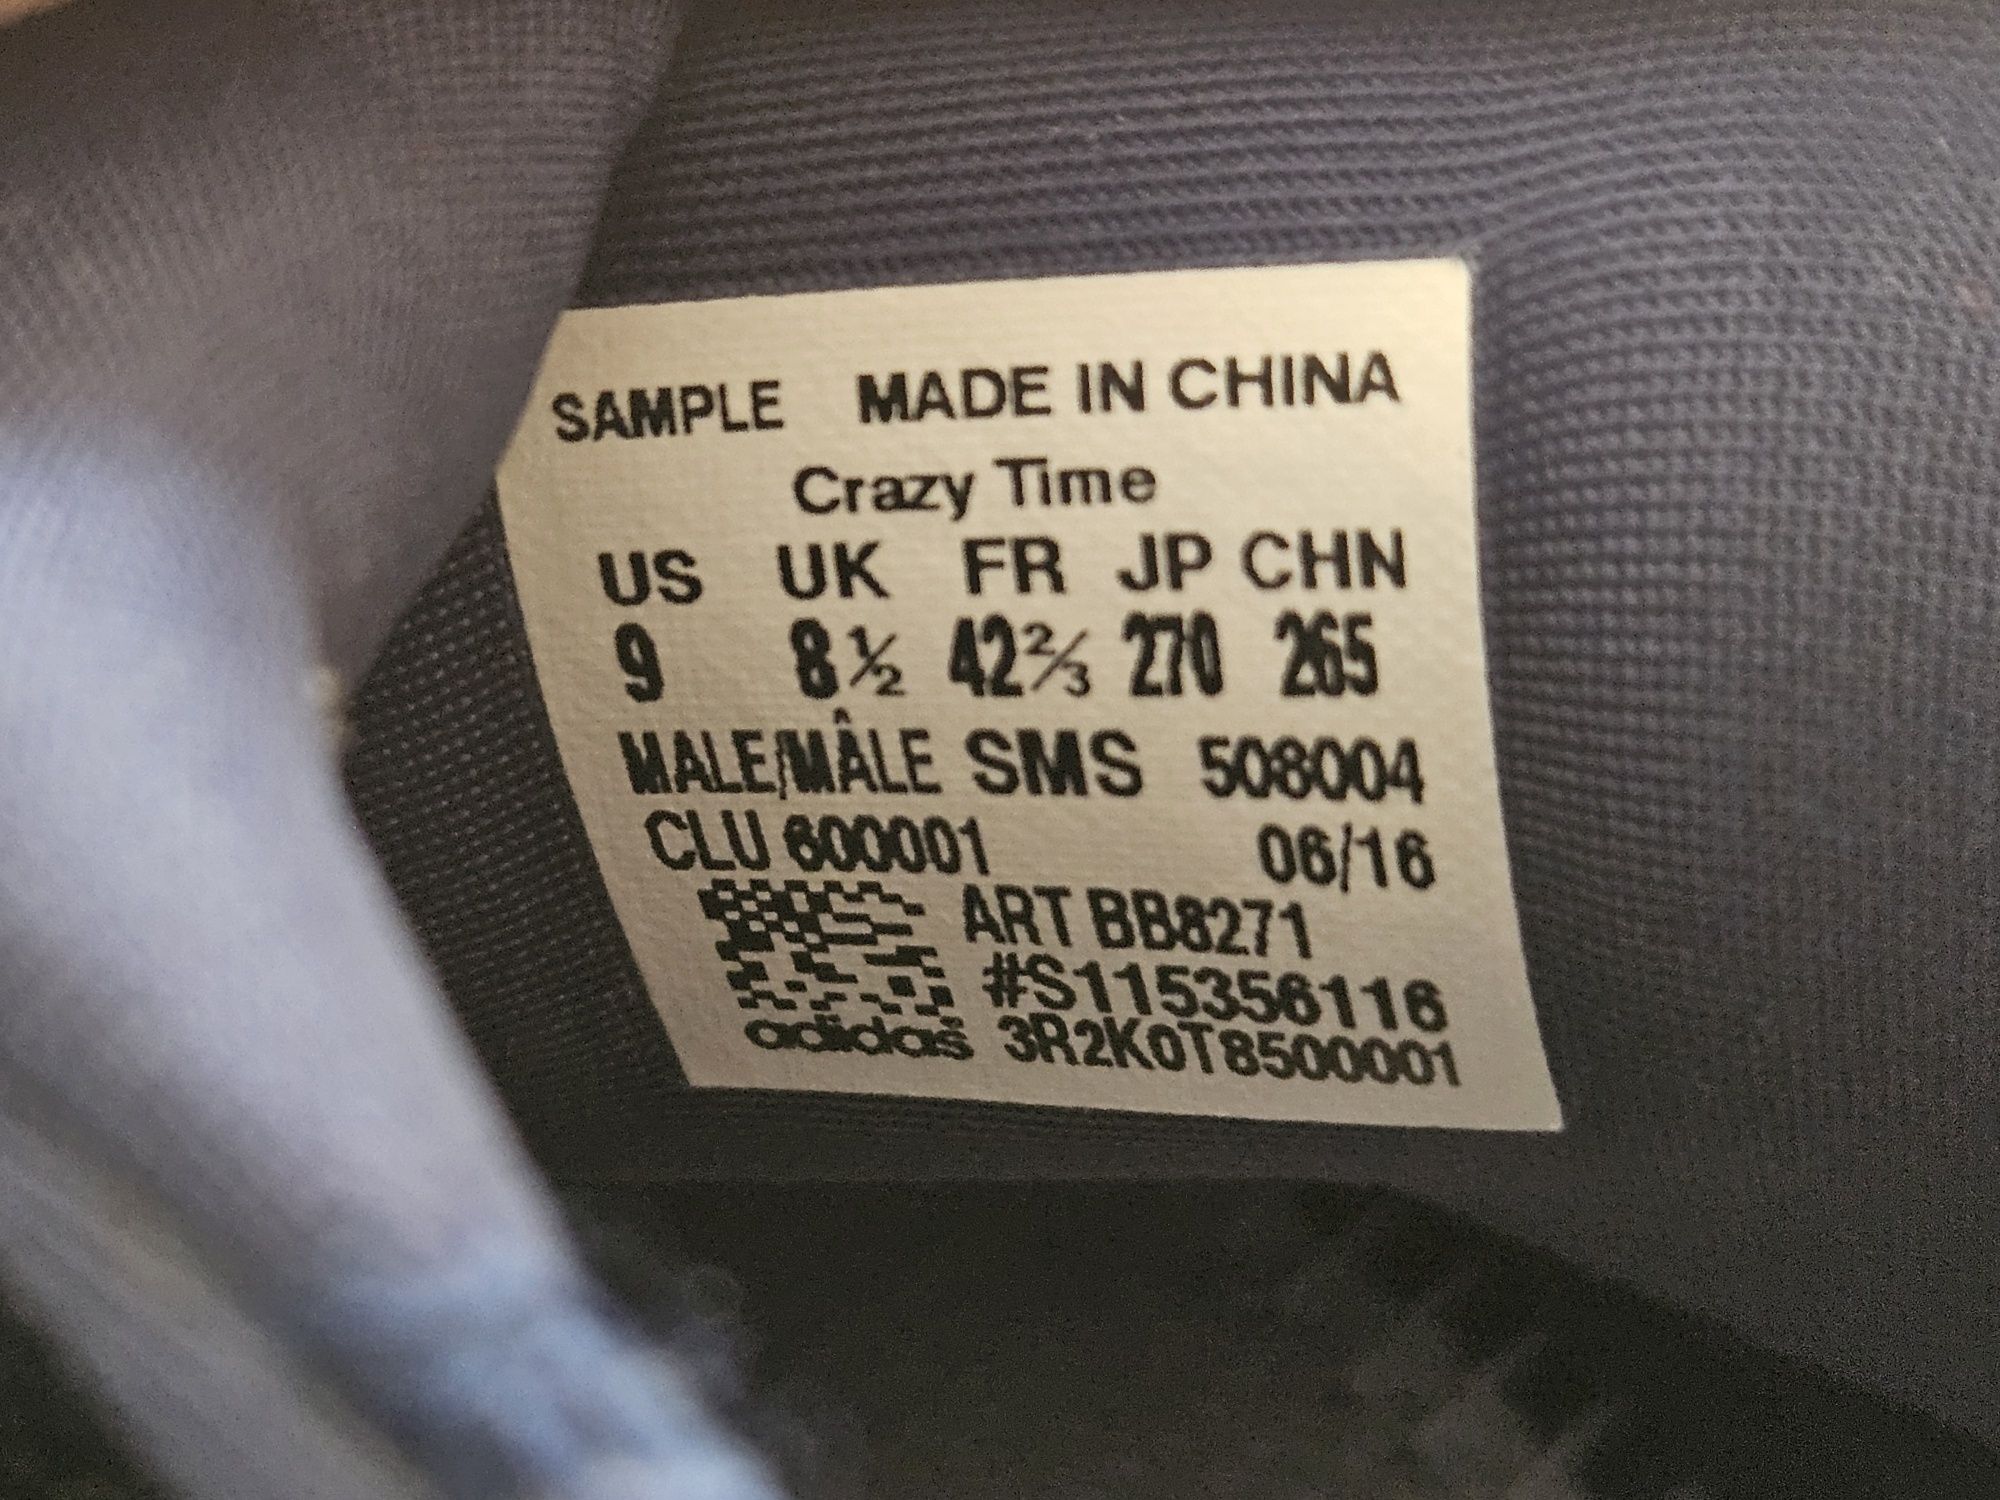 SAMPLE MADE IN CHINA
Crazy Time
US UK FR JP CHN
9 8½ 42⅔ 270 265
MALE/MÂLE SMS 508004
CLU 600001 06/16
ART BB8271
#S115356116
adidas 3R2K0T8500001